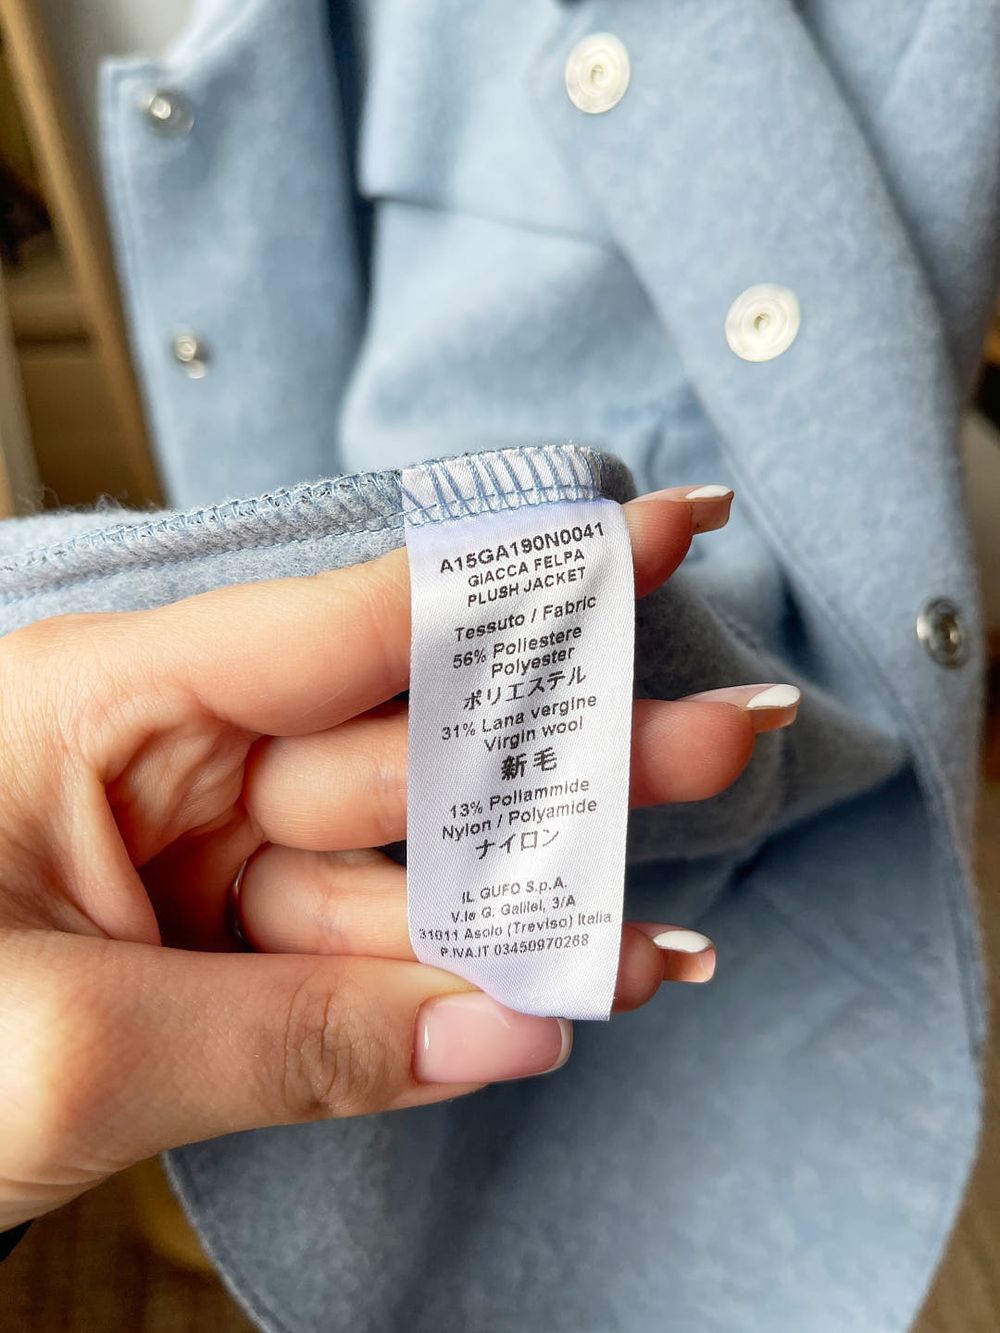 A15GA190N0041
GIACCA FELPA
PLUSH JACKET
Tessuto / Fabric
56% Poliestere
Polyester
ポリエステル
31% Lana vergine
Virgin wool
新毛
13% Poliammide
Nylon / Polyamide
ナイロン
IL GUFO S.p.A.
V.le G. Galilei, 3/A
31011 Asolo (Treviso) Italia
P.IVA.IT 03450970268